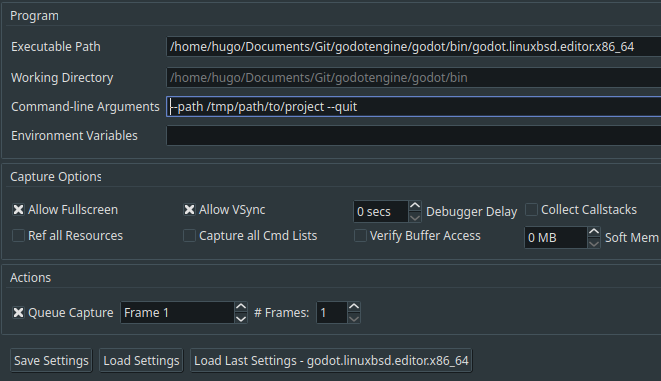 Program
Executable Path /home/hugo/Documents/Git/godotengine/godot/bin/godot.linuxbsd.editor.x86_64
Working Directory /home/hugo/Documents/Git/godotengine/godot/bin
Command-line Arguments --path /tmp/path/to/project --quit
Environment Variables
Capture Options
Allow Fullscreen Allow VSync 0 secs Debugger Delay Collect Callstacks
Ref all Resources Capture all Cmd Lists Verify Buffer Access 0 MB Soft Mem
Actions
Queue Capture Frame 1 # Frames: 1
Save Settings Load Settings Load Last Settings - godot.linuxbsd.editor.x86_64